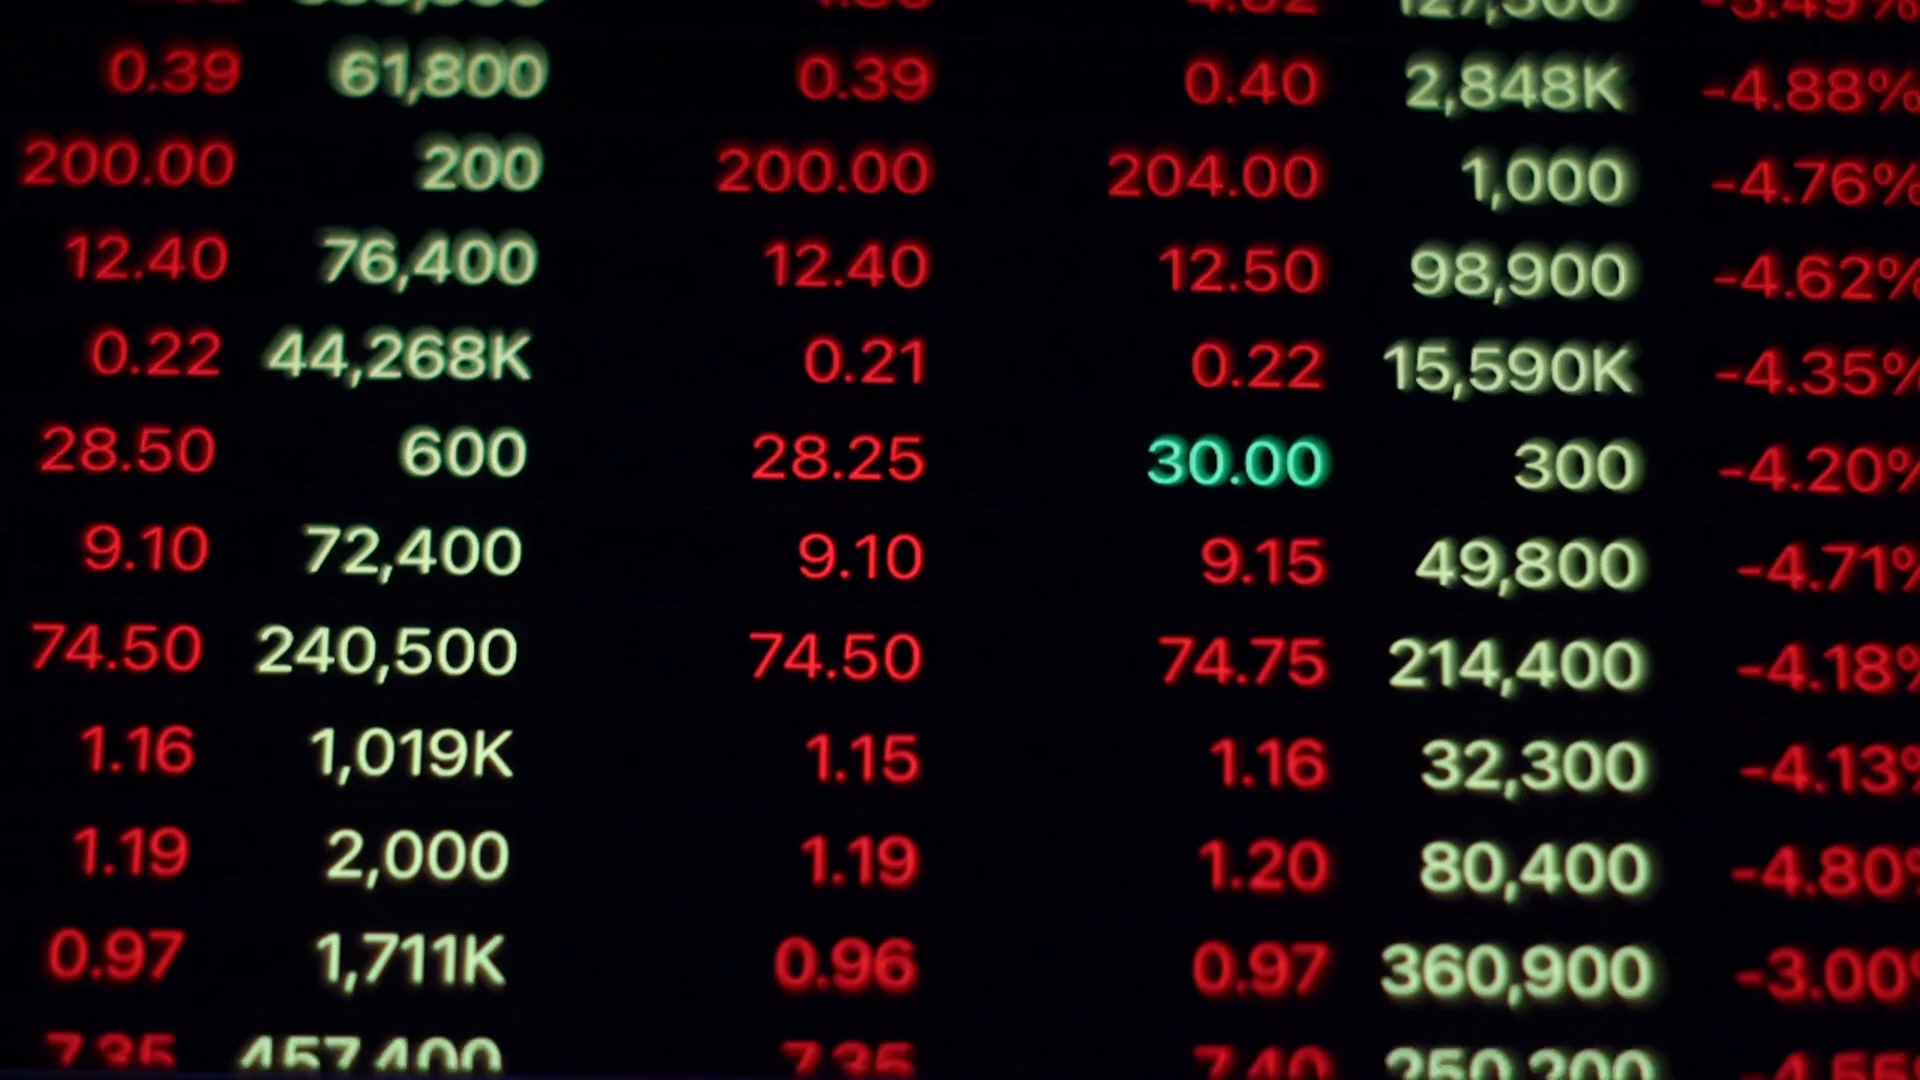 0.39 61,800 0.39 0.40 2,848K -4.88%
200.00 200 200.00 204.00 1,000 -4.76%
12.40 76,400 12.40 12.50 98,900 -4.62%
0.22 44,268K 0.21 0.22 15,590K -4.35%
28.50 600 28.25 30.00 300 -4.20%
9.10 72,400 9.10 9.15 49,800 -4.71%
74.50 240,500 74.50 74.75 214,400 -4.18%
1.16 1,019K 1.15 1.16 32,300 -4.13%
1.19 2,000 1.19 1.20 80,400 -4.80%
0.97 1,711K 0.96 0.97 360,900 -3.00%
7.35 457,400 7.35 7.40 250,200 -4.55%